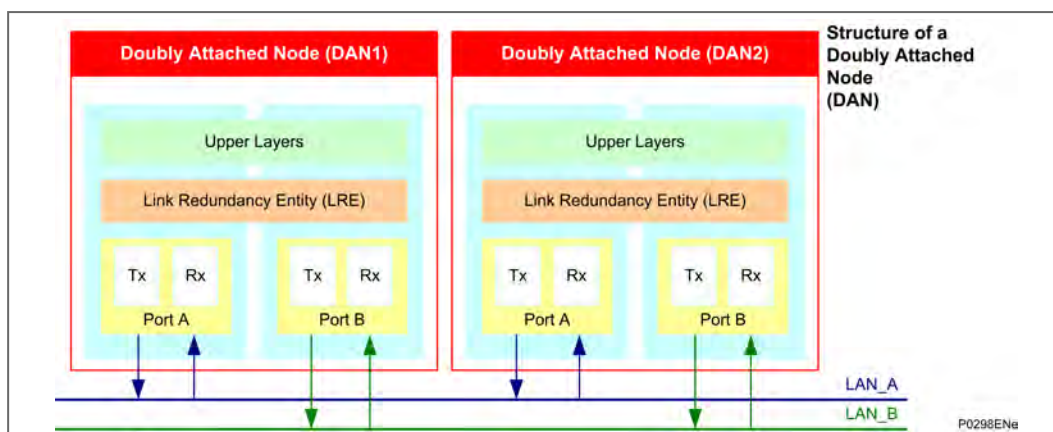 Doubly Attached Node (DAN1)
Upper Layers
Link Redundancy Entity (LRE)
Tx Rx
Port A
Tx Rx
Port B
Doubly Attached Node (DAN2)
Upper Layers
Link Redundancy Entity (LRE)
Tx Rx
Port A
Tx Rx
Port B
Structure of a
Doubly Attached
Node
(DAN)
LAN_A
LAN_B
P0298ENe